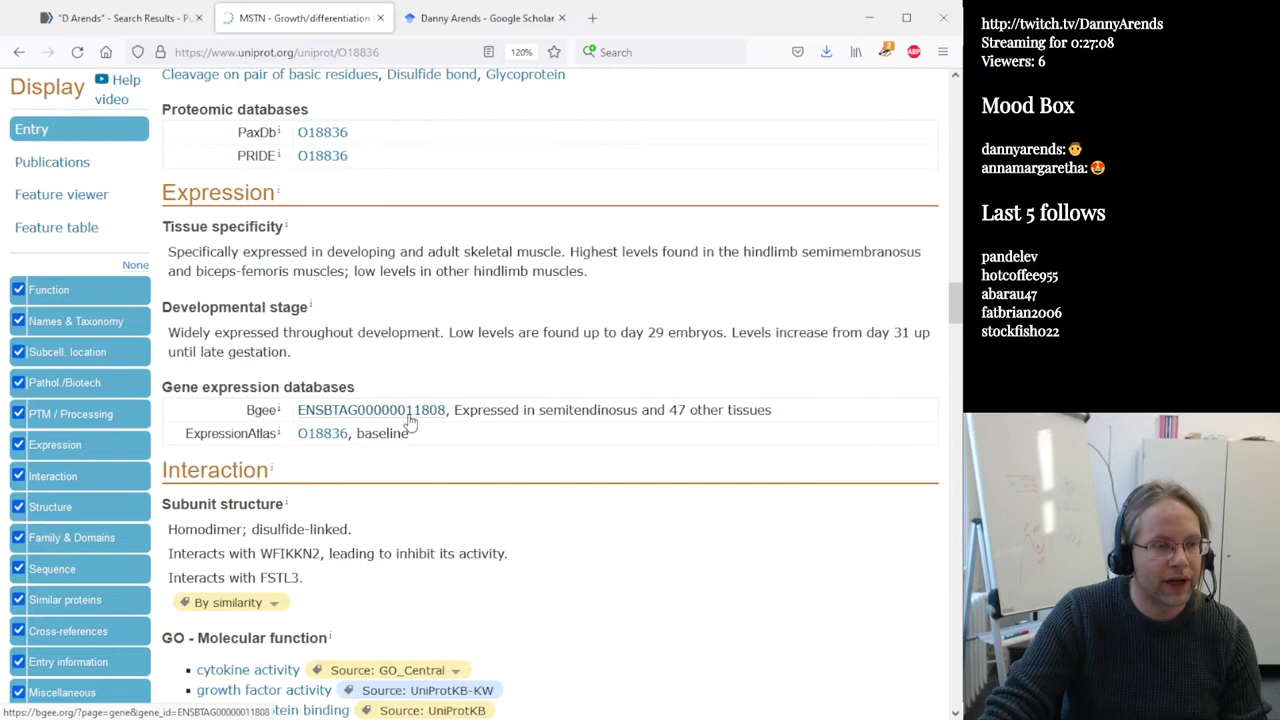 "D Arends" - Search Results - Pu
MSTN - Growth/differentiation f
Danny Arends - Google Scholar
https://www.uniprot.org/uniprot/O18836
120%
Search
2
ABP
Display
Help video
Entry
Publications
Feature viewer
Feature table
None
Function
Names & Taxonomy
Subcell. location
Pathol./Biotech
PTM / Processing
Expression
Interaction
Structure
Family & Domains
Sequence
Similar proteins
Cross-references
Entry information
Miscellaneous
Cleavage on pair of basic residues, Disulfide bond, Glycoprotein
Proteomic databases
PaxDb i O18836
PRIDE i O18836
Expression i
Tissue specificity i
Specifically expressed in developing and adult skeletal muscle. Highest levels found in the hindlimb semimembranosus
and biceps-femoris muscles; low levels in other hindlimb muscles.
Developmental stage i
Widely expressed throughout development. Low levels are found up to day 29 embryos. Levels increase from day 31 up
until late gestation.
Gene expression databases
Bgee i ENSBTAG00000011808, Expressed in semitendinosus and 47 other tissues
ExpressionAtlas i O18836, baseline
Interaction i
Subunit structure i
Homodimer; disulfide-linked.
Interacts with WFIKKN2, leading to inhibit its activity.
Interacts with FSTL3.
By similarity
GO - Molecular function i
cytokine activity Source: GO_Central
growth factor activity Source: UniProtKB-KW
tein binding Source: UniProtKB
https://bgee.org/?page=gene&gene_id=ENSBTAG00000011808
http://twitch.tv/DannyArends
Streaming for 0:27:08
Viewers: 6
Mood Box
dannyarends:
annamargaretha:
Last 5 follows
pandelev
hotcoffee955
abarau47
fatbrian2006
stockfish022